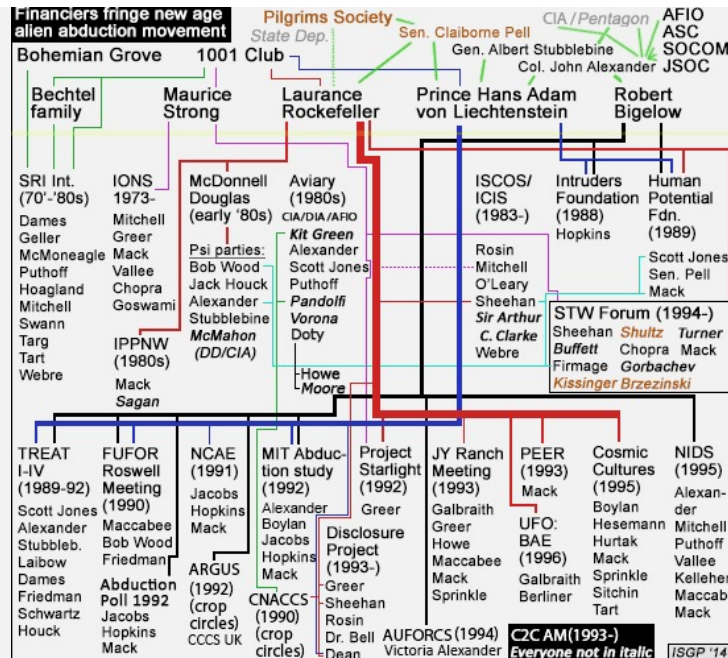 Financiers fringe new age
alien abduction movement
Pilgrims Society
State Dep.
Sen. Claiborne Pell
CIA / Pentagon
AFIO
ASC
SOCOM
JSOC
Gen. Albert Stubblebine
Col. John Alexander
Bohemian Grove
1001 Club
Bechtel
family
Maurice
Strong
Laurance
Rockefeller
Prince Hans Adam
von Liechtenstein
Robert
Bigelow
SRI Int.
(70'-'80s)
Dames
Geller
McMoneagle
Puthoff
Hoagland
Mitchell
Swann
Targ
Tart
Webre
IONS
1973-
Mitchell
Greer
Mack
Vallee
Chopra
Goswami
IPPNW
(1980s)
Mack
Sagan
McDonnell
Douglas
(early '80s)
Psi parties:
Bob Wood
Jack Houck
Alexander
Stubblebine
McMahon
(DD/CIA)
Aviary
(1980s)
CIA/DIA/AFIO
Kit Green
Alexander
Scott Jones
Puthoff
Pandolfi
Vorona
Doty
Howe
Moore
ISCOS/
ICIS
(1983-)
Rosin
Mitchell
O'Leary
Sheehan
Sir Arthur
C. Clarke
Webre
Intruders
Foundation
(1988)
Hopkins
Human
Potential
Fdn.
(1989)
Scott Jones
Sen. Pell
Mack
STW Forum (1994-)
Sheehan Shultz Turner
Buffett Chopra Mack
Firmage Gorbachev
Kissinger Brzezinski
TREAT
I-IV
(1989-92)
Scott Jones
Alexander
Stubbleb.
Laibow
Dames
Friedman
Schwartz
Houck
FUFOR
Roswell
Meeting
(1990)
Maccabee
Bob Wood
Friedman
Abduction
Poll 1992
Jacobs
Hopkins
Mack
NCAE
(1991)
Jacobs
Hopkins
Mack
ARGUS
(1992)
(crop
circles)
CCCS UK
MIT Abduc-
tion study
(1992)
Alexander
Boylan
Jacobs
Hopkins
Mack
CNACCS
(1990)
(crop
circles)
Project
Starlight
(1992)
Greer
Disclosure
Project
(1993-)
Greer
Sheehan
Rosin
Dr. Bell
Dean
JY Ranch
Meeting
(1993)
Galbraith
Greer
Howe
Maccabee
Mack
Sprinkle
AUFORCS (1994)
Victoria Alexander
PEER
(1993)
Mack
UFO:
BAE
(1996)
Galbraith
Berliner
Cosmic
Cultures
(1995)
Boylan
Hesemann
Hurtak
Mack
Sprinkle
Sitchin
Tart
NIDS
(1995)
Alexan-
der
Mitchell
Puthoff
Vallee
Kelleher
Maccab
Mack
C2C AM(1993-)
Everyone not in italic
ISGP '14